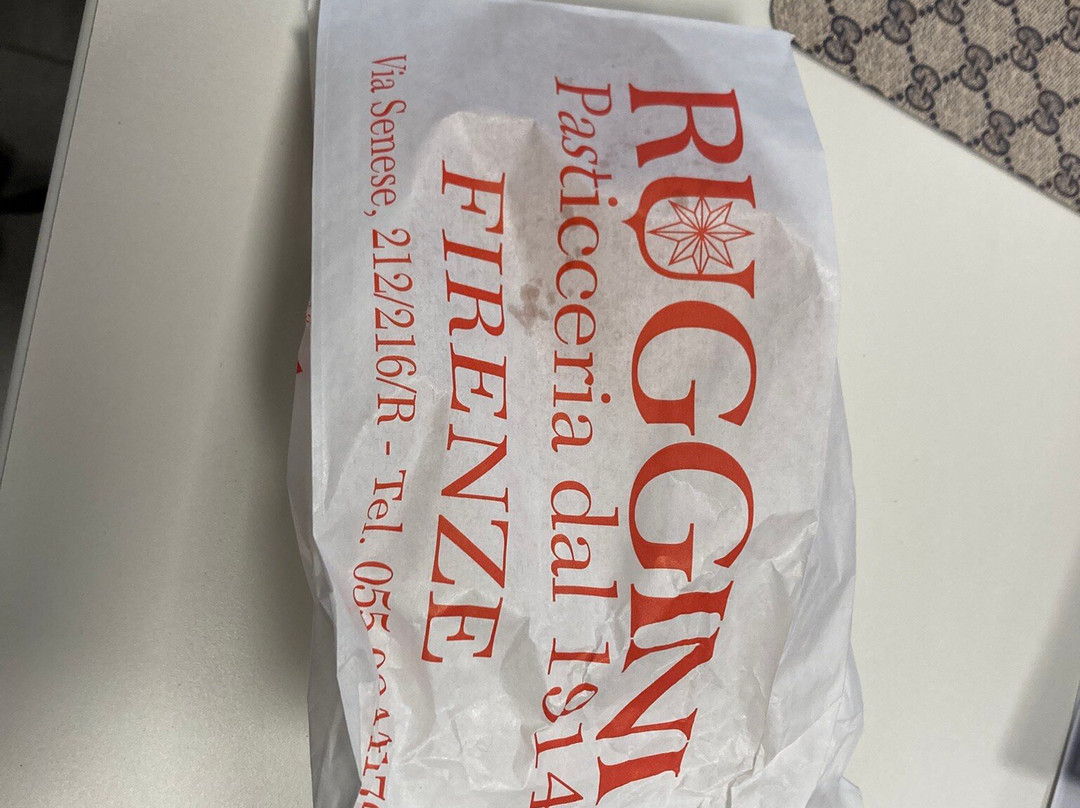 RUGGINI
Pasticceria dal 1914
FIRENZE
Via Senese, 212/216/R - Tel. 055